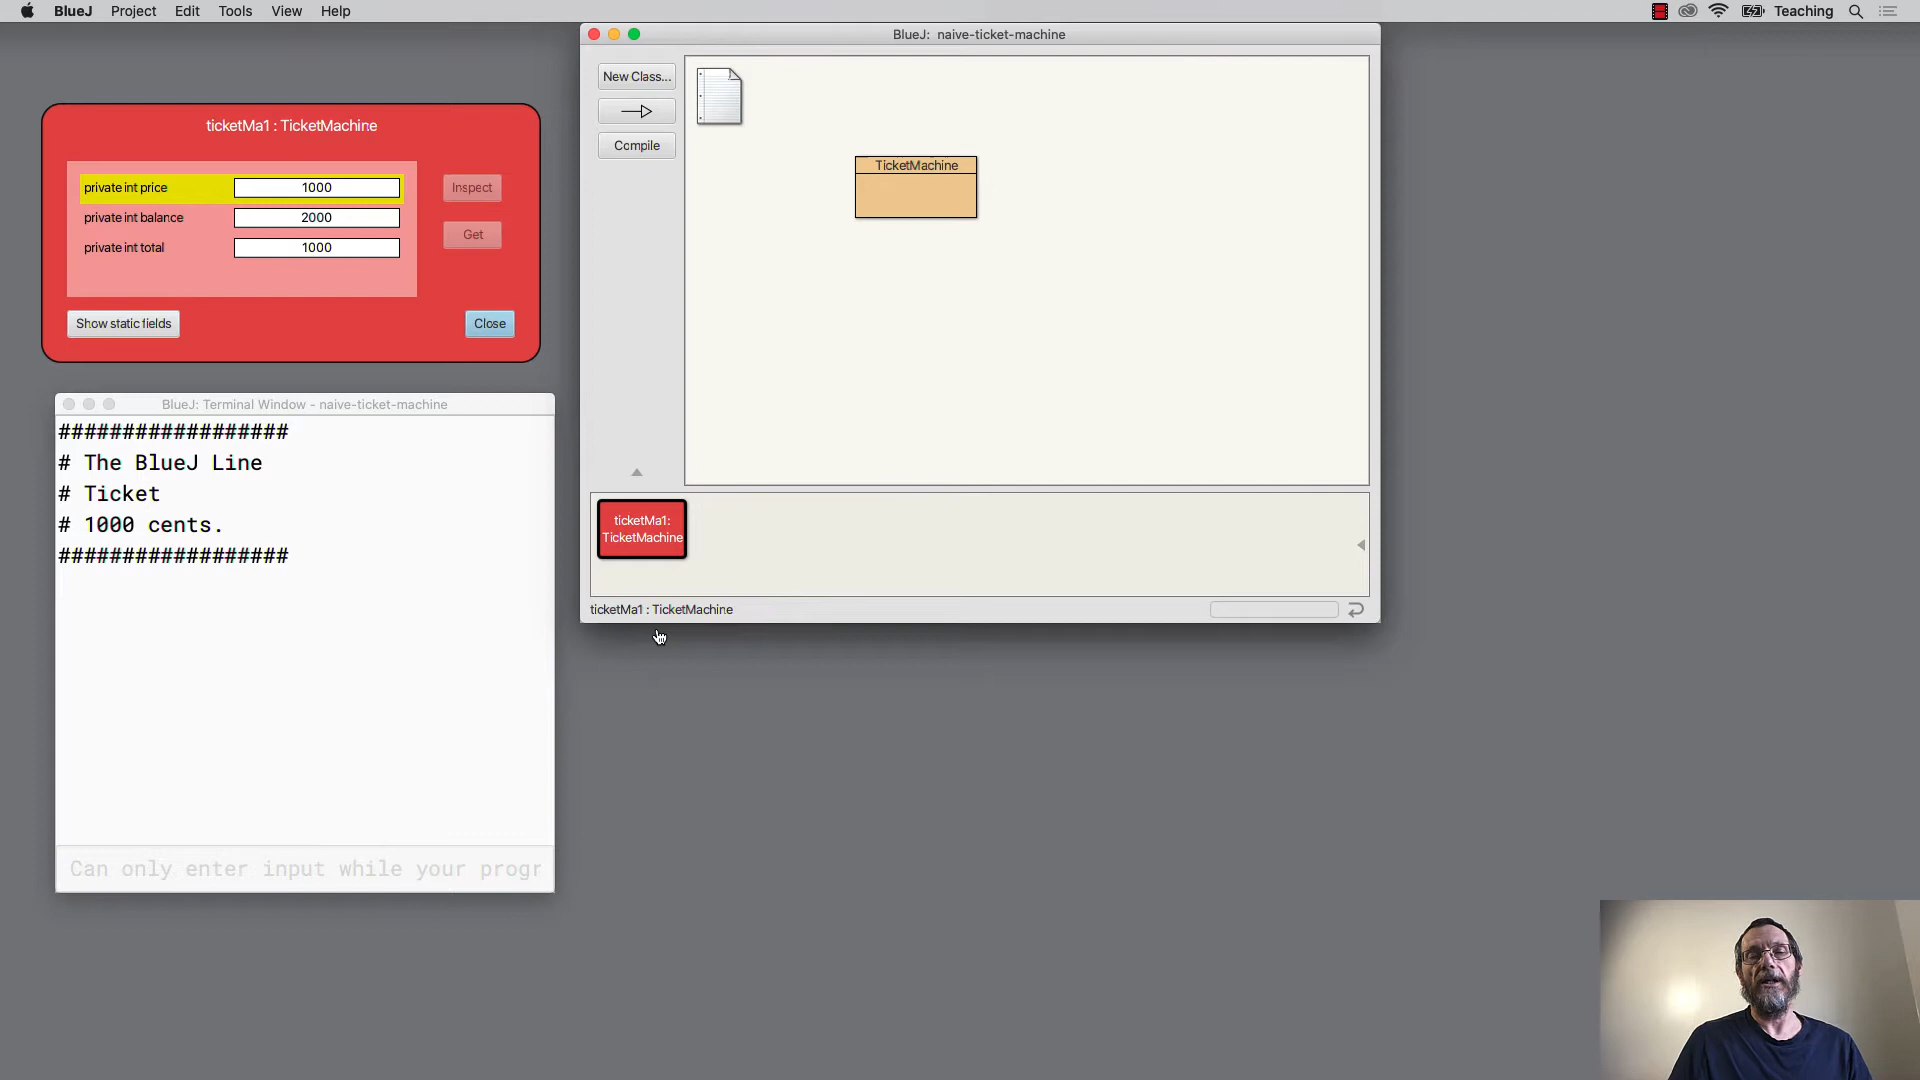 BlueJ Project Edit Tools View Help
Teaching
BlueJ: naive-ticket-machine
New Class...
Compile
TicketMachine
ticketMa1 : TicketMachine
private int price 1000
private int balance 2000
private int total 1000
Inspect
Get
Show static fields
Close
BlueJ: Terminal Window - naive-ticket-machine
##################
# The BlueJ Line
# Ticket
# 1000 cents.
##################
Can only enter input while your progr
ticketMa1:
TicketMachine
ticketMa1 : TicketMachine